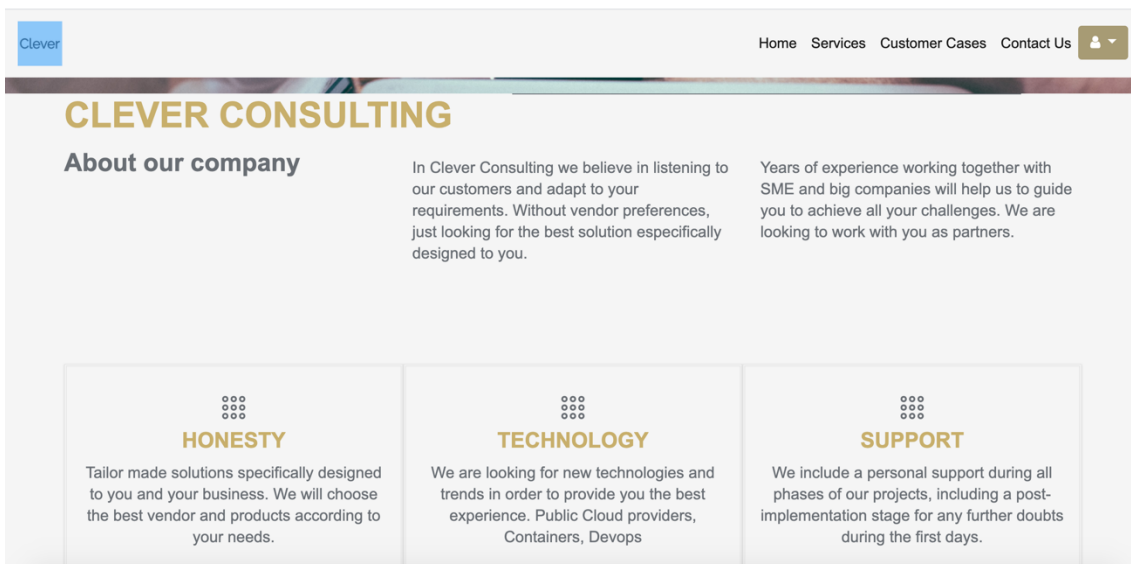 Clever
Home Services Customer Cases Contact Us
CLEVER CONSULTING
About our company
In Clever Consulting we believe in listening to
our customers and adapt to your
requirements. Without vendor preferences,
just looking for the best solution especifically
designed to you.
Years of experience working together with
SME and big companies will help us to guide
you to achieve all your challenges. We are
looking to work with you as partners.
HONESTY
Tailor made solutions specifically designed
to you and your business. We will choose
the best vendor and products according to
your needs.
TECHNOLOGY
We are looking for new technologies and
trends in order to provide you the best
experience. Public Cloud providers,
Containers, Devops
SUPPORT
We include a personal support during all
phases of our projects, including a post-
implementation stage for any further doubts
during the first days.